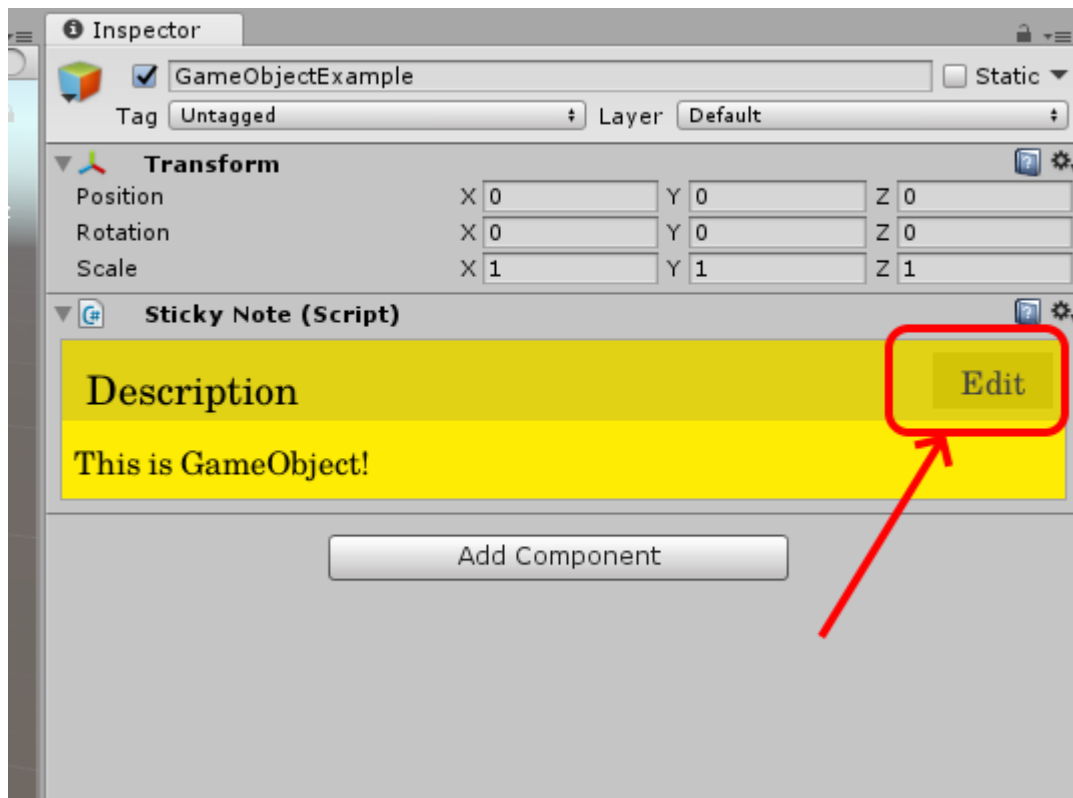 Inspector
GameObjectExample Static
Tag Untagged Layer Default
Transform
Position X 0 Y 0 Z 0
Rotation X 0 Y 0 Z 0
Scale X 1 Y 1 Z 1
Sticky Note (Script)
Description Edit
This is GameObject!
Add Component